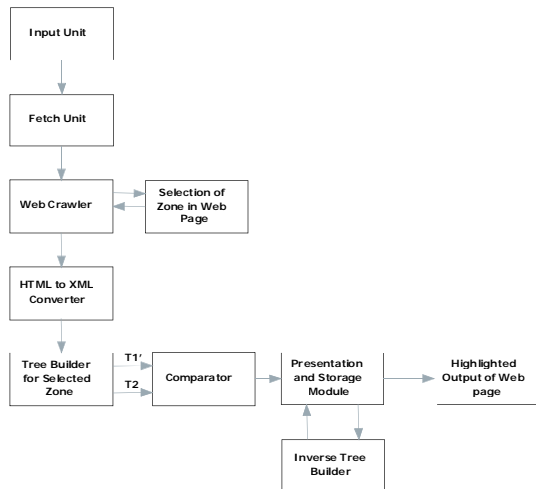 Input Unit
Fetch Unit
Web Crawler
Selection of
Zone in Web
Page
HTML to XML
Converter
Tree Builder
for Selected
Zone
T1'
T2
Comparator
Presentation
and Storage
Module
Highlighted
Output of Web
page
Inverse Tree
Builder